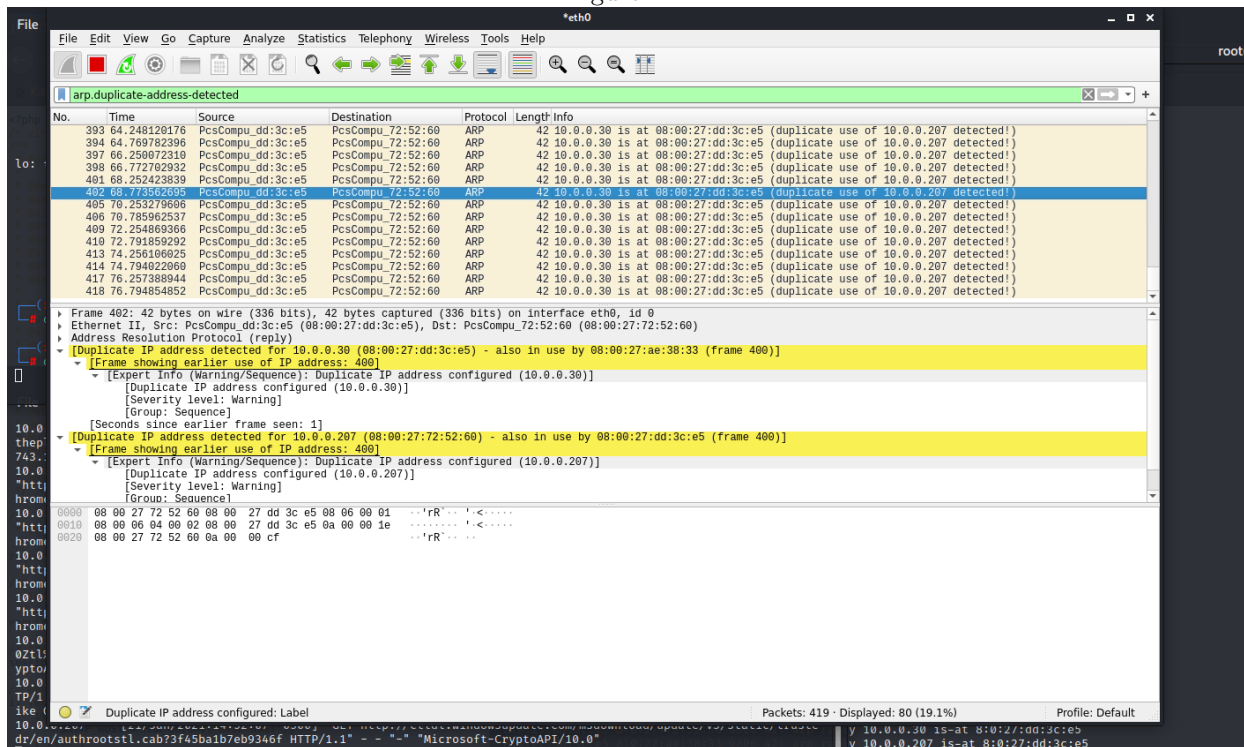 File
*eth0
File Edit View Go Capture Analyze Statistics Telephony Wireless Tools Help
root
arp.duplicate-address-detected
No. Time Source Destination Protocol Length Info
393 64.248120176 PcsCompu_dd:3c:e5 PcsCompu_72:52:60 ARP 42 10.0.0.30 is at 08:00:27:dd:3c:e5 (duplicate use of 10.0.0.207 detected!)
394 64.769782396 PcsCompu_dd:3c:e5 PcsCompu_72:52:60 ARP 42 10.0.0.30 is at 08:00:27:dd:3c:e5 (duplicate use of 10.0.0.207 detected!)
397 66.250072310 PcsCompu_dd:3c:e5 PcsCompu_72:52:60 ARP 42 10.0.0.30 is at 08:00:27:dd:3c:e5 (duplicate use of 10.0.0.207 detected!)
lo:
398 66.772702932 PcsCompu_dd:3c:e5 PcsCompu_72:52:60 ARP 42 10.0.0.30 is at 08:00:27:dd:3c:e5 (duplicate use of 10.0.0.207 detected!)
401 68.252423839 PcsCompu_dd:3c:e5 PcsCompu_72:52:60 ARP 42 10.0.0.30 is at 08:00:27:dd:3c:e5 (duplicate use of 10.0.0.207 detected!)
402 68.773562695 PcsCompu_dd:3c:e5 PcsCompu_72:52:60 ARP 42 10.0.0.30 is at 08:00:27:dd:3c:e5 (duplicate use of 10.0.0.207 detected!)
405 70.253279606 PcsCompu_dd:3c:e5 PcsCompu_72:52:60 ARP 42 10.0.0.30 is at 08:00:27:dd:3c:e5 (duplicate use of 10.0.0.207 detected!)
406 70.785962537 PcsCompu_dd:3c:e5 PcsCompu_72:52:60 ARP 42 10.0.0.30 is at 08:00:27:dd:3c:e5 (duplicate use of 10.0.0.207 detected!)
409 72.254869366 PcsCompu_dd:3c:e5 PcsCompu_72:52:60 ARP 42 10.0.0.30 is at 08:00:27:dd:3c:e5 (duplicate use of 10.0.0.207 detected!)
410 72.791859292 PcsCompu_dd:3c:e5 PcsCompu_72:52:60 ARP 42 10.0.0.30 is at 08:00:27:dd:3c:e5 (duplicate use of 10.0.0.207 detected!)
413 74.256106025 PcsCompu_dd:3c:e5 PcsCompu_72:52:60 ARP 42 10.0.0.30 is at 08:00:27:dd:3c:e5 (duplicate use of 10.0.0.207 detected!)
414 74.794022060 PcsCompu_dd:3c:e5 PcsCompu_72:52:60 ARP 42 10.0.0.30 is at 08:00:27:dd:3c:e5 (duplicate use of 10.0.0.207 detected!)
417 76.257388944 PcsCompu_dd:3c:e5 PcsCompu_72:52:60 ARP 42 10.0.0.30 is at 08:00:27:dd:3c:e5 (duplicate use of 10.0.0.207 detected!)
418 76.794854852 PcsCompu_dd:3c:e5 PcsCompu_72:52:60 ARP 42 10.0.0.30 is at 08:00:27:dd:3c:e5 (duplicate use of 10.0.0.207 detected!)
Frame 402: 42 bytes on wire (336 bits), 42 bytes captured (336 bits) on interface eth0, id 0
Ethernet II, Src: PcsCompu_dd:3c:e5 (08:00:27:dd:3c:e5), Dst: PcsCompu_72:52:60 (08:00:27:72:52:60)
Address Resolution Protocol (reply)
[Duplicate IP address detected for 10.0.0.30 (08:00:27:dd:3c:e5) - also in use by 08:00:27:ae:38:33 (frame 400)]
[Frame showing earlier use of IP address: 400]
[Expert Info (Warning/Sequence): Duplicate IP address configured (10.0.0.30)]
[Duplicate IP address configured (10.0.0.30)]
[Severity level: Warning]
[Group: Sequence]
[Seconds since earlier frame seen: 1]
[Duplicate IP address detected for 10.0.0.207 (08:00:27:72:52:60) - also in use by 08:00:27:dd:3c:e5 (frame 400)]
[Frame showing earlier use of IP address: 400]
[Expert Info (Warning/Sequence): Duplicate IP address configured (10.0.0.207)]
[Duplicate IP address configured (10.0.0.207)]
[Severity level: Warning]
[Group: Sequence]
0000 08 00 27 72 52 60 08 00 27 dd 3c e5 08 06 00 01 ··'rR`·· '·<·····
0010 08 00 06 04 00 02 08 00 27 dd 3c e5 0a 00 00 1e ········ '·<·····
0020 08 00 27 72 52 60 0a 00 00 cf ··'rR`·· ··
10.0
thep
743.
10.0
"htt
hrom
10.0
"htt
hrom
10.0
"htt
hrom
10.0
"htt
hrom
10.0
0Ztl
ypto
10.0
TP/1
ike
Duplicate IP address configured: Label
Packets: 419 · Displayed: 80 (19.1%)
Profile: Default
dr/en/authrootstl.cab?3f45ba1b7eb9346f HTTP/1.1" - - "-" "Microsoft-CryptoAPI/10.0"
y 10.0.0.30 is-at 8:0:27:dd:3c:e5
y 10.0.0.207 is-at 8:0:27:dd:3c:e5